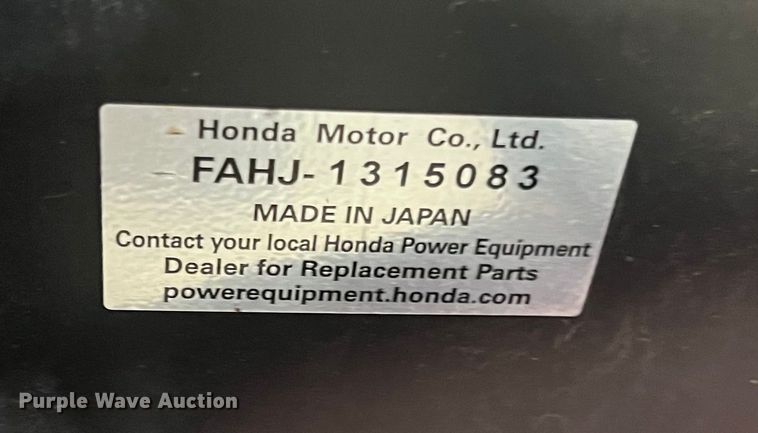 Honda Motor Co., Ltd.
FAHJ-1315083
MADE IN JAPAN
Contact your local Honda Power Equipment
Dealer for Replacement Parts
powerequipment.honda.com
Purple Wave Auction